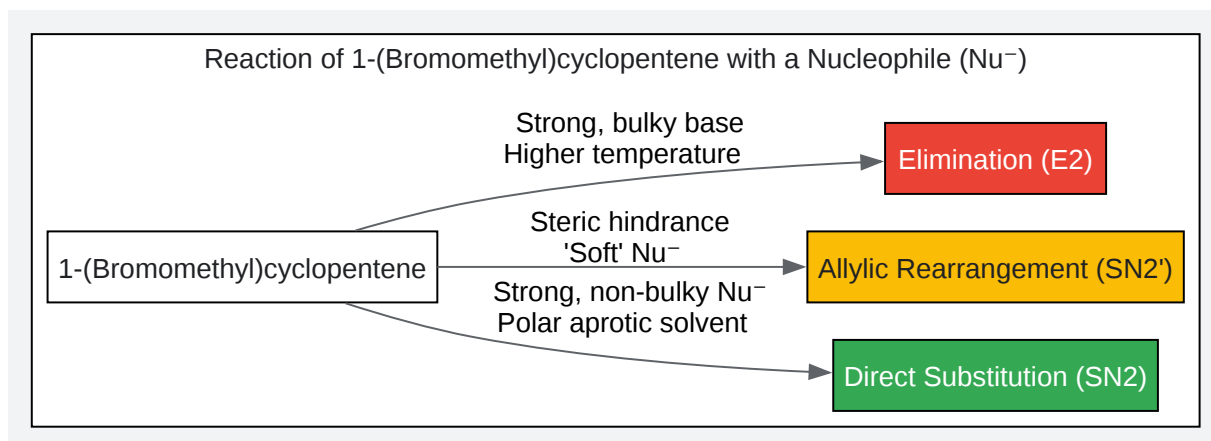 Reaction of 1-(Bromomethyl)cyclopentene with a Nucleophile (Nu⁻)
Strong, bulky base
Higher temperature
Elimination (E2)
Steric hindrance
'Soft' Nu⁻
1-(Bromomethyl)cyclopentene
Allylic Rearrangement (SN2')
Strong, non-bulky Nu⁻
Polar aprotic solvent
Direct Substitution (SN2)